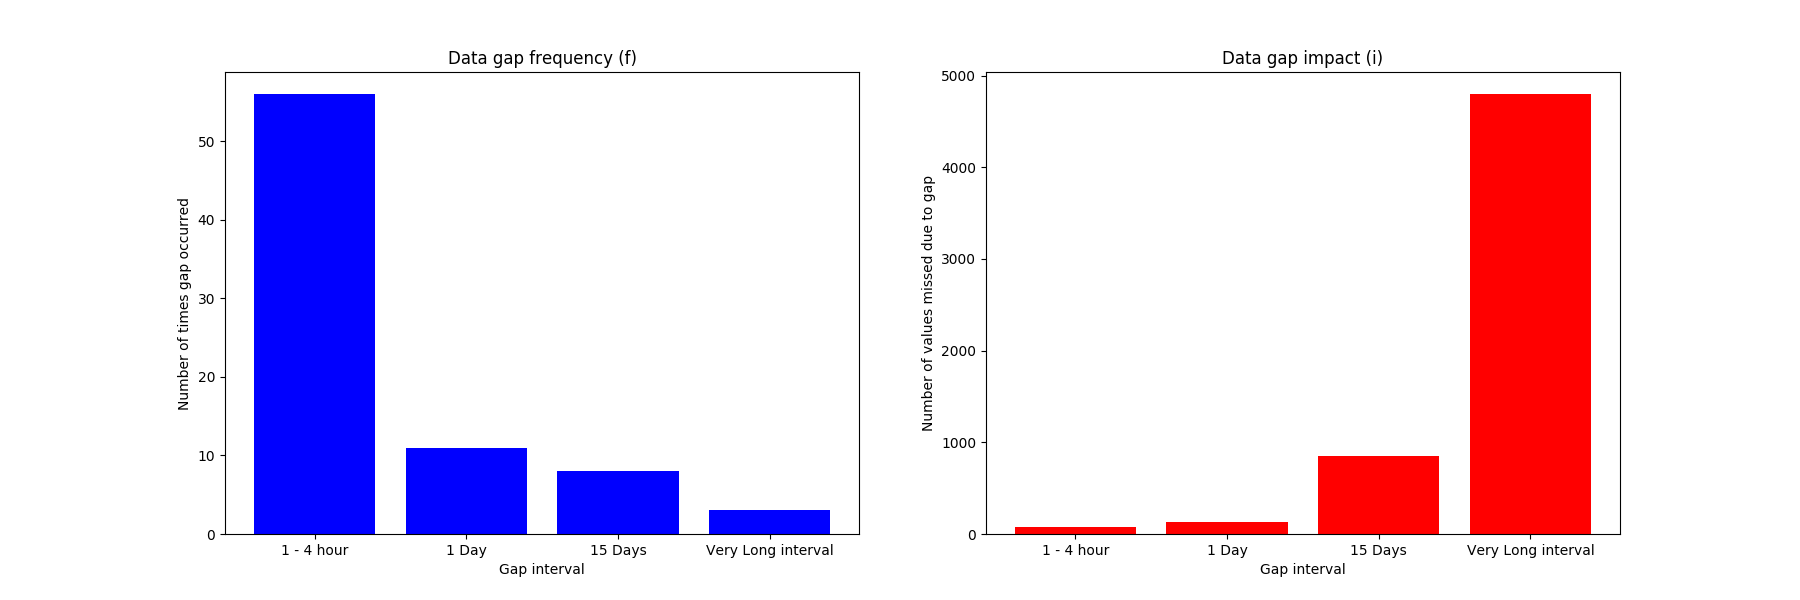 Data gap frequency (f)
Number of times gap occurred
50
40
30
20
10
0
1 - 4 hour
1 Day
15 Days
Very Long interval
Gap interval
Data gap impact (i)
Number of values missed due to gap
5000
4000
3000
2000
1000
0
1 - 4 hour
1 Day
15 Days
Very Long interval
Gap interval